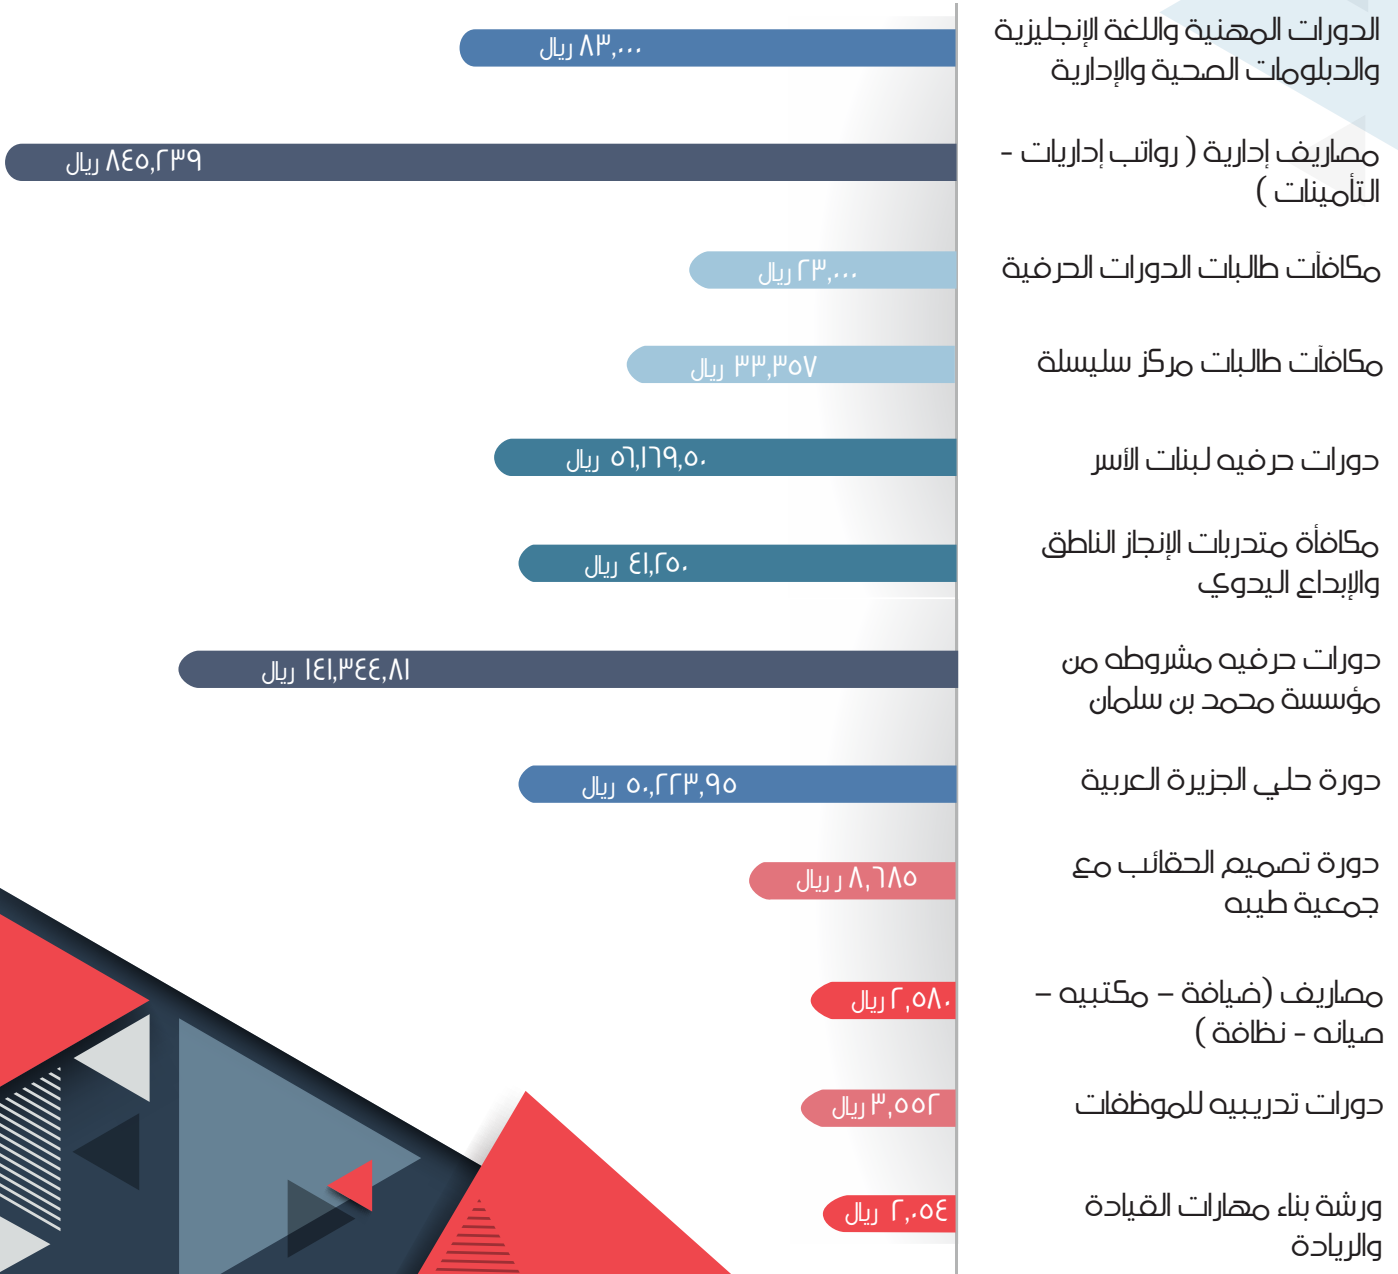 الدورات المهنية واللغة الإنجليزية
والدبلومات الصحية والإدارية
٨٣,٠٠٠ ريال
مصاريف إدارية ( رواتب إداريات -
التأمينات )
٨٤٥,٢٣٩ ريال
مكافآت طالبات الدورات الحرفية
٢٣,٠٠٠ ريال
مكافآت طالبات مركز سليسلة
٣٣,٣٥٧ ريال
دورات حرفيه لبنات الأسر
٥٦,١٦٩,٥٠ ريال
مكافأة متدربات الإنجاز الناطق
والإبداع اليدوي
٤١,٢٥٠ ريال
دورات حرفيه مشروطه من
مؤسسة محمد بن سلمان
١٤١,٣٤٤,٨١ ريال
دورة حلي الجزيرة العربية
٥٠,٢٢٣,٩٥ ريال
دورة تصميم الحقائب مع
جمعية طيبه
٨,٦٨٥ ر ريال
مصاريف (ضيافة – مكتبيه –
صيانه - نظافة )
٢,٥٨٠ ريال
دورات تدريبيه للموظفات
٣,٥٥٢ ريال
ورشة بناء مهارات القيادة
والريادة
٢,٠٥٤ ريال